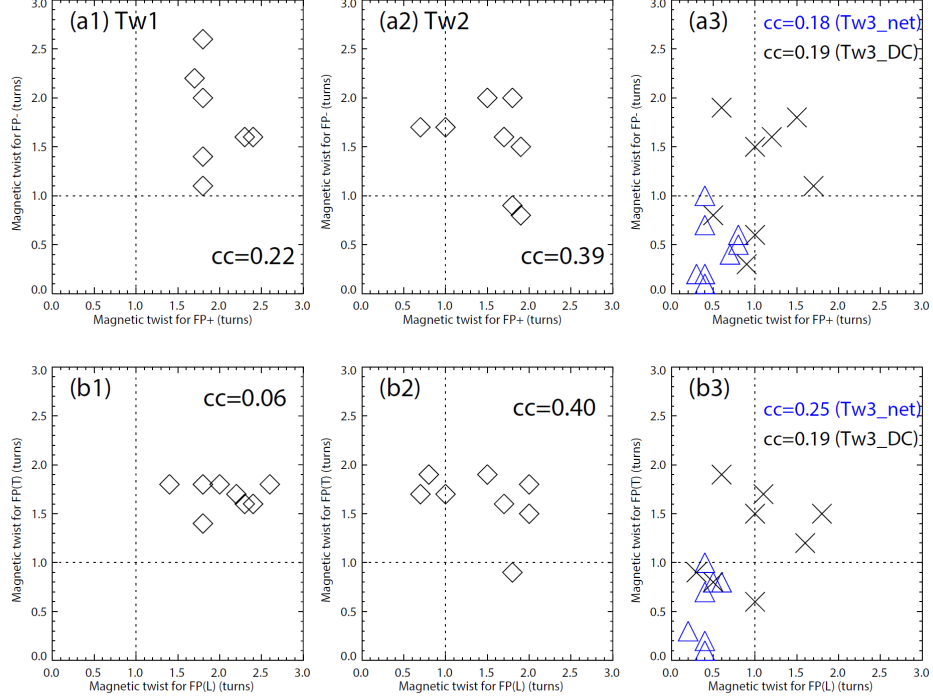 (a1) Tw1
Magnetic twist for FP- (turns)
3.0
2.5
2.0
1.5
1.0
0.5
0.0
cc=0.22
0.0 0.5 1.0 1.5 2.0 2.5 3.0
Magnetic twist for FP+ (turns)
(a2) Tw2
Magnetic twist for FP- (turns)
3.0
2.5
2.0
1.5
1.0
0.5
0.0
cc=0.39
0.0 0.5 1.0 1.5 2.0 2.5 3.0
Magnetic twist for FP+ (turns)
(a3)
cc=0.18 (Tw3_net)
cc=0.19 (Tw3_DC)
Magnetic twist for FP- (turns)
3.0
2.5
2.0
1.5
1.0
0.5
0.0
0.0 0.5 1.0 1.5 2.0 2.5 3.0
Magnetic twist for FP+ (turns)
(b1)
cc=0.06
Magnetic twist for FP(T) (turns)
3.0
2.5
2.0
1.5
1.0
0.5
0.0
0.0 0.5 1.0 1.5 2.0 2.5 3.0
Magnetic twist for FP(L) (turns)
(b2)
cc=0.40
Magnetic twist for FP(T) (turns)
3.0
2.5
2.0
1.5
1.0
0.5
0.0
0.0 0.5 1.0 1.5 2.0 2.5 3.0
Magnetic twist for FP(L) (turns)
(b3)
cc=0.25 (Tw3_net)
cc=0.19 (Tw3_DC)
Magnetic twist for FP(T) (turns)
3.0
2.5
2.0
1.5
1.0
0.5
0.0
0.0 0.5 1.0 1.5 2.0 2.5 3.0
Magnetic twist for FP(L) (turns)